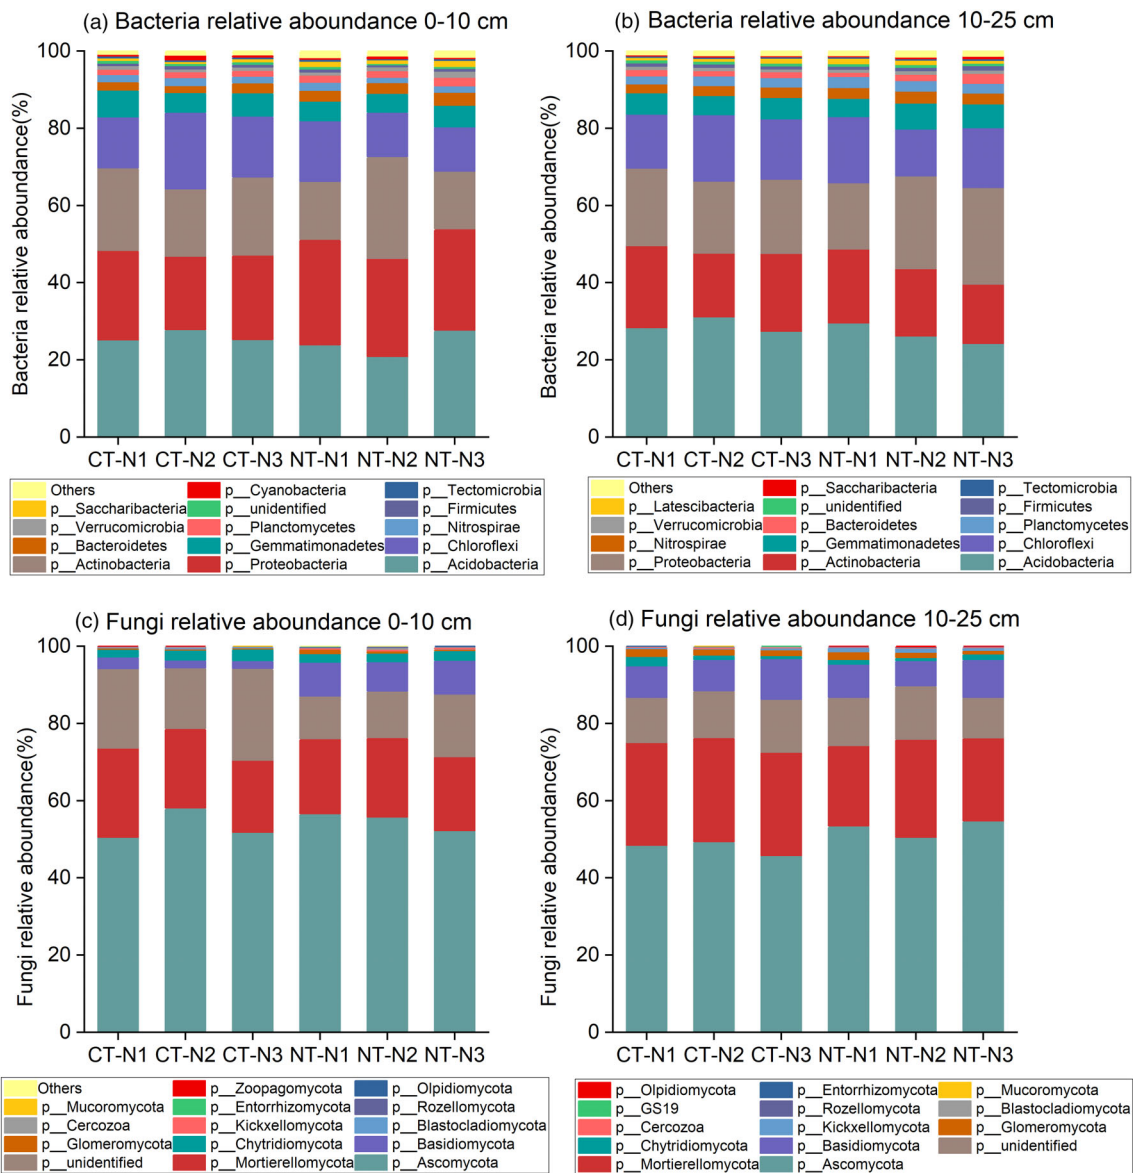 (a) Bacteria relative aboundance 0-10 cm
Bacteria relative aboundance(%)
100
80
60
40
20
0
CT-N1 CT-N2 CT-N3 NT-N1 NT-N2 NT-N3
Others p__Cyanobacteria p__Tectomicrobia
p__Saccharibacteria p__unidentified p__Firmicutes
p__Verrucomicrobia p__Planctomycetes p__Nitrospirae
p__Bacteroidetes p__Gemmatimonadetes p__Chloroflexi
p__Actinobacteria p__Proteobacteria p__Acidobacteria
(b) Bacteria relative aboundance 10-25 cm
Bacteria relative aboundance(%)
100
80
60
40
20
0
CT-N1 CT-N2 CT-N3 NT-N1 NT-N2 NT-N3
Others p__Saccharibacteria p__Tectomicrobia
p__Latescibacteria p__unidentified p__Firmicutes
p__Verrucomicrobia p__Bacteroidetes p__Planctomycetes
p__Nitrospirae p__Gemmatimonadetes p__Chloroflexi
p__Proteobacteria p__Actinobacteria p__Acidobacteria
(c) Fungi relative aboundance 0-10 cm
Fungi relative aboundance(%)
100
80
60
40
20
0
CT-N1 CT-N2 CT-N3 NT-N1 NT-N2 NT-N3
Others p__Zoopagomycota p__Olpidiomycota
p__Mucoromycota p__Entorrhizomycota p__Rozellomycota
p__Cercozoa p__Kickxellomycota p__Blastocladiomycota
p__Glomeromycota p__Chytridiomycota p__Basidiomycota
p__unidentified p__Mortierellomycota p__Ascomycota
(d) Fungi relative aboundance 10-25 cm
Fungi relative aboundance(%)
100
80
60
40
20
0
CT-N1 CT-N2 CT-N3 NT-N1 NT-N2 NT-N3
p__Olpidiomycota p__Entorrhizomycota p__Mucoromycota
p__GS19 p__Rozellomycota p__Blastocladiomycota
p__Cercozoa p__Kickxellomycota p__Glomeromycota
p__Chytridiomycota p__Basidiomycota p__unidentified
p__Mortierellomycota p__Ascomycota